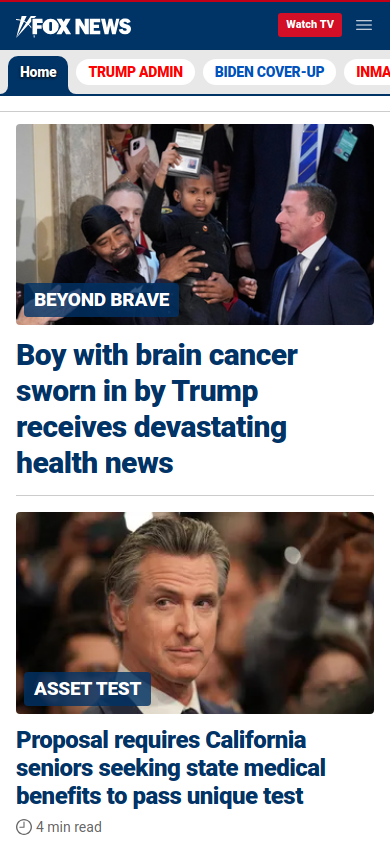 FOX NEWS
Watch TV
Home
TRUMP ADMIN
BIDEN COVER-UP
INMA
BEYOND BRAVE
Boy with brain cancer
sworn in by Trump
receives devastating
health news
ASSET TEST
Proposal requires California
seniors seeking state medical
benefits to pass unique test
4 min read